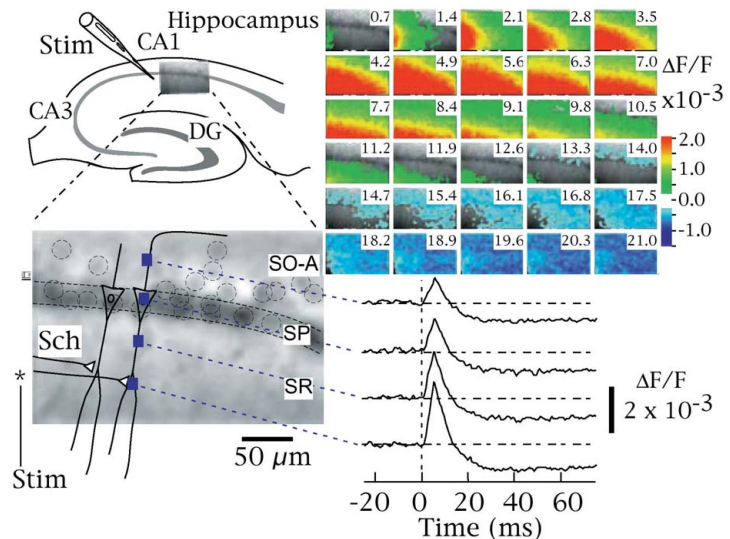 Hippocampus
Stim
CA1
CA3
DG
0.7 1.4 2.1 2.8 3.5
4.2 4.9 5.6 6.3 7.0
7.7 8.4 9.1 9.8 10.5
11.2 11.9 12.6 13.3 14.0
14.7 15.4 16.1 16.8 17.5
18.2 18.9 19.6 20.3 21.0
ΔF/F
x10⁻³
2.0
0.0
-1.0
SO-A
SP
Sch
SR
*
Stim
50 µm
ΔF/F
2 x 10⁻³
-20 0 20 40 60
Time (ms)